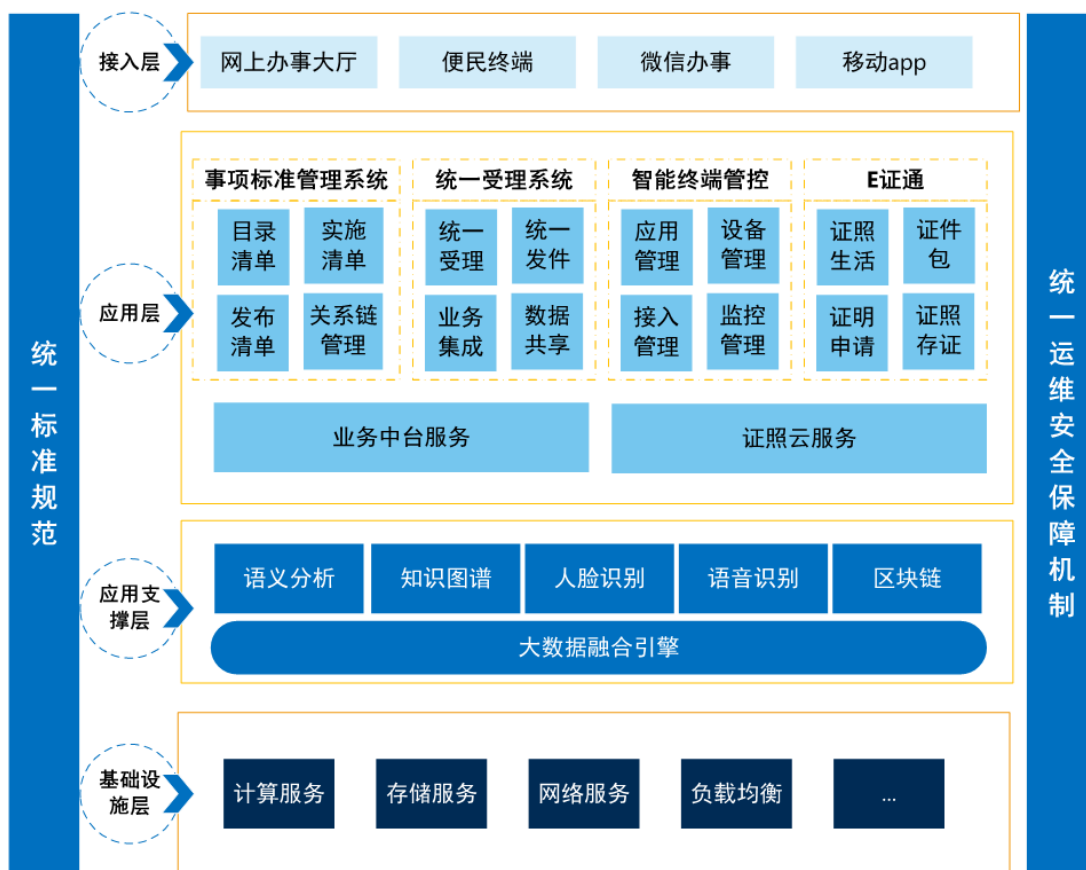 统一标准规范
接入层
网上办事大厅
便民终端
微信办事
移动app
应用层
事项标准管理系统
目录
清单
实施
清单
发布
清单
关系链
管理
统一受理系统
统一
受理
统一
发件
业务
集成
数据
共享
智能终端管控
应用
管理
设备
管理
接入
管理
监控
管理
E证通
证照
生活
证件
包
证明
申请
证照
存证
业务中台服务
证照云服务
应用支
撑层
语义分析
知识图谱
人脸识别
语音识别
区块链
大数据融合引擎
基础设
施层
计算服务
存储服务
网络服务
负载均衡
...
统一运维安全保障机制